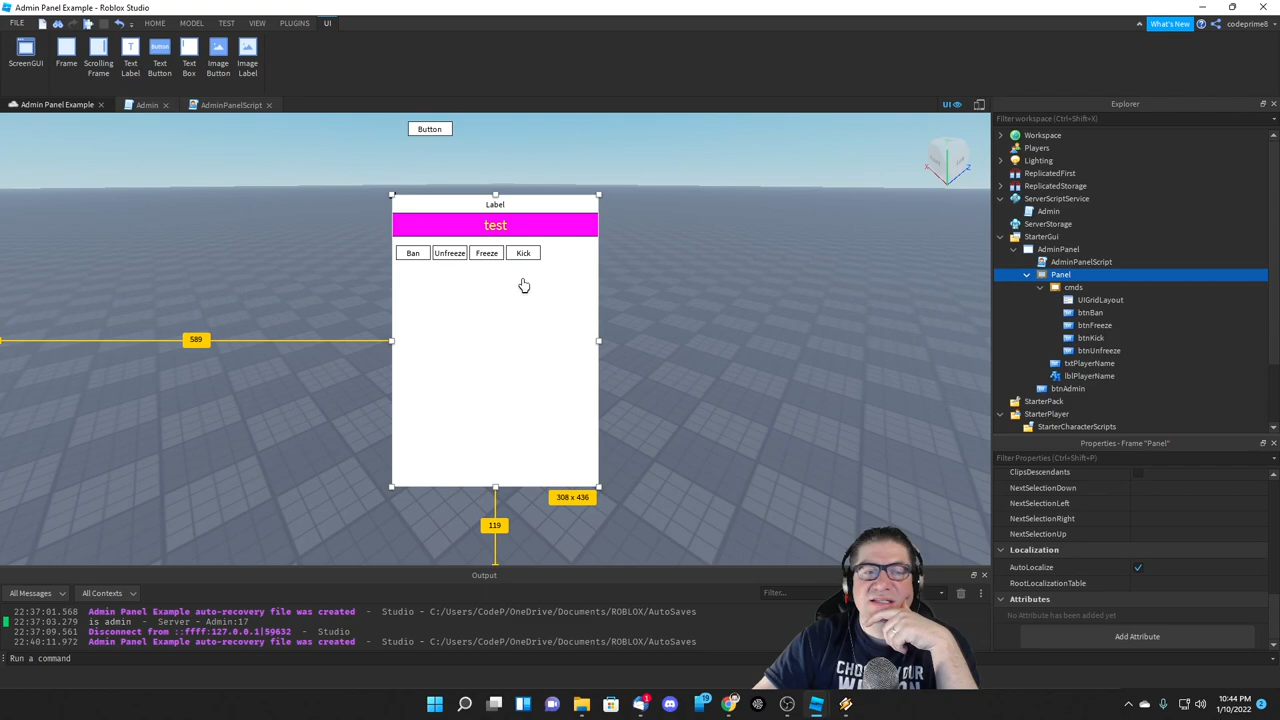 Admin Panel Example - Roblox Studio
FILE HOME MODEL TEST VIEW PLUGINS UI What's New codeprime8
ScreenGUI Frame Scrolling Frame Text Label Text Button Text Box Image Button Image Label
Admin Panel Example Admin AdminPanelScript UI Explorer
Filter workspace (Ctrl+Shift+X)
Button
Label
test
Ban Unfreeze Freeze Kick
589
308 x 436
119
Workspace
Players
Lighting
ReplicatedFirst
ReplicatedStorage
ServerScriptService
Admin
ServerStorage
StarterGui
AdminPanel
AdminPanelScript
Panel
cmds
UIGridLayout
btnBan
btnFreeze
btnKick
btnUnfreeze
txtPlayerName
lblPlayerName
btnAdmin
StarterPack
StarterPlayer
StarterCharacterScripts
Properties - Frame "Panel"
Filter Properties (Ctrl+Shift+P)
ClipsDescendants
NextSelectionDown
NextSelectionLeft
NextSelectionRight
NextSelectionUp
Localization
AutoLocalize
RootLocalizationTable
Attributes
No Attribute has been added yet
Add Attribute
Output
All Messages All Contexts Filter...
22:37:01.568 Admin Panel Example auto-recovery file was created - Studio - C:/Users/CodeP/OneDrive/Documents/ROBLOX/AutoSaves
22:37:03.279 is admin - Server - Admin:17
22:37:09.561 Disconnect from ::ffff:127.0.0.1|59632 - Studio
22:40:11.972 Admin Panel Example auto-recovery file was created - Studio - C:/Users/CodeP/OneDrive/Documents/ROBLOX/AutoSaves
Run a command
CHOOSE
YOUR
10:44 PM
1/10/2022